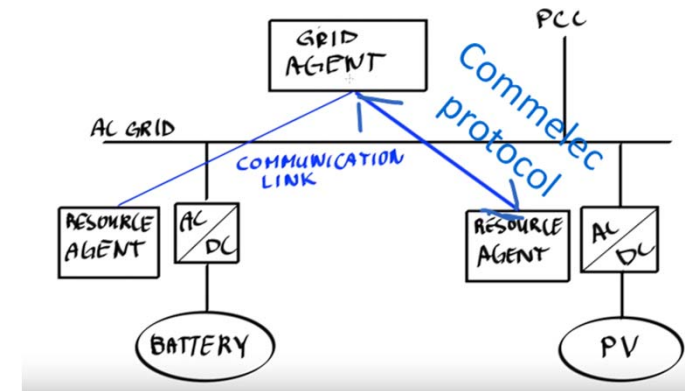 GRID
AGENT
PCC
Commelec
protocol
AC GRID
COMMUNICATION
LINK
RESOURCE
AGENT
AC
DC
RESOURCE
AGENT
AC
DC
BATTERY
PV